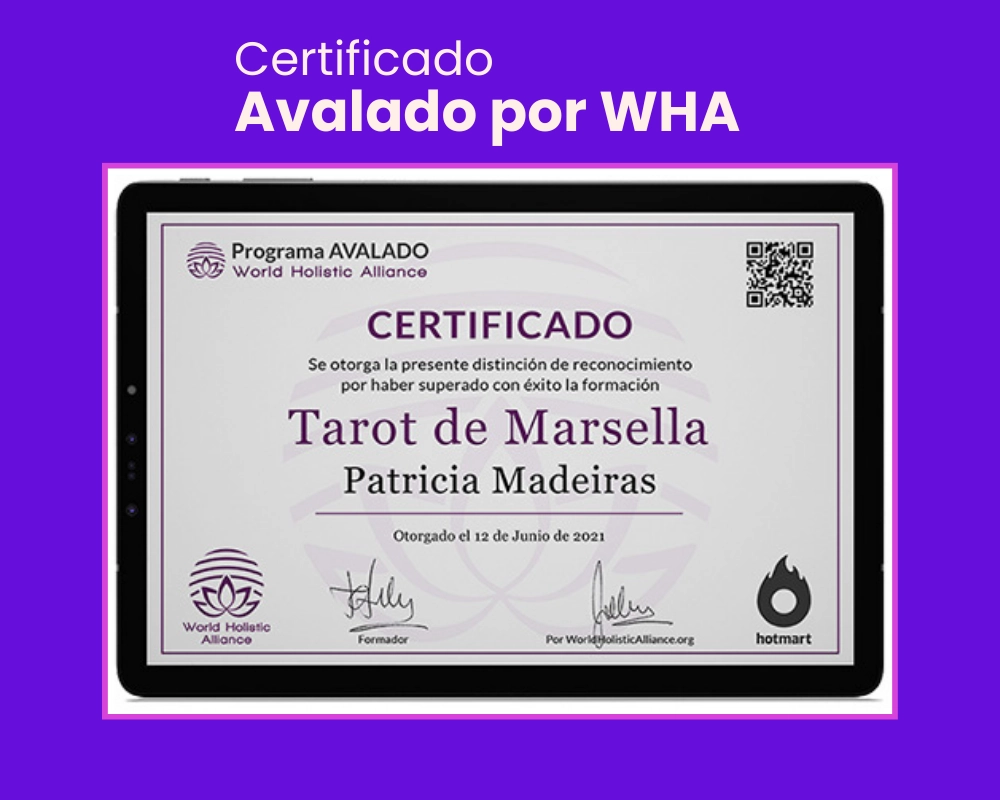 Certificado
Avalado por WHA
Programa AVALADO
World Holistic Alliance
CERTIFICADO
Se otorga la presente distinción de reconocimiento
por haber superado con éxito la formación
Tarot de Marsella
Patricia Madeiras
Otorgado el 12 de Junio de 2021
World Holistic
Alliance
Formador
Por WorldHolisticAlliance.org
hotmart